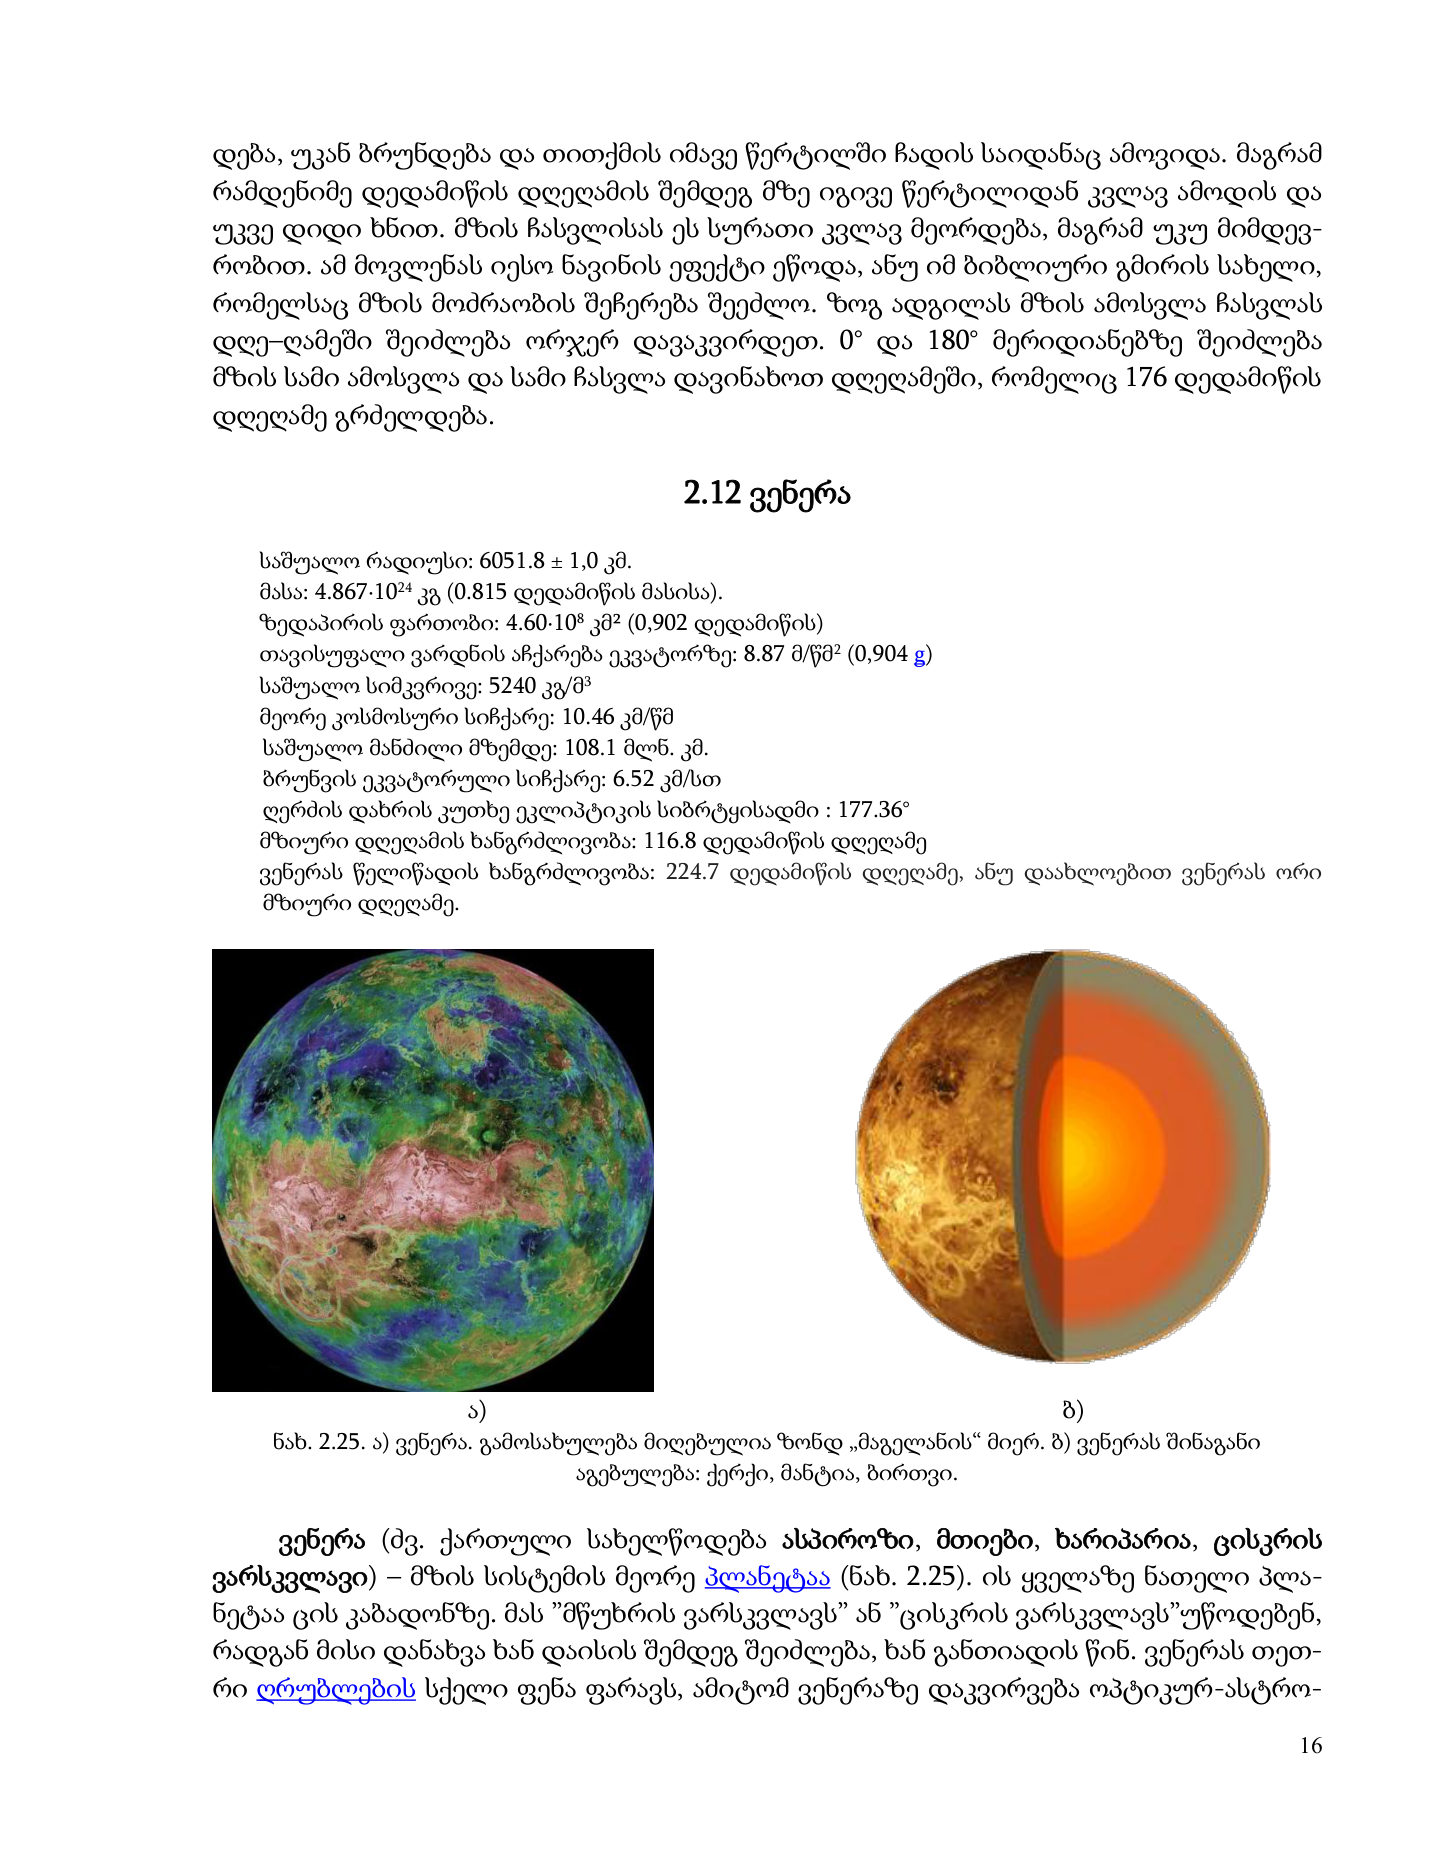 დება, უკან ბრუნდება და თითქმის იმავე წერტილში ჩადის საიდანაც ამოვიდა. მაგრამ
რამდენიმე დედამიწის დღეღამის შემდეგ მზე იგივე წერტილიდან კვლავ ამოდის და
უკვე დიდი ხნით. მზის ჩასვლისას ეს სურათი კვლავ მეორდება, მაგრამ უკუ მიმდევ-
რობით. ამ მოვლენას იესო ნავინის ეფექტი ეწოდა, ანუ იმ ბიბლიური გმირის სახელი,
რომელსაც მზის მოძრაობის შეჩერება შეეძლო. ზოგ ადგილას მზის ამოსვლა ჩასვლას
დღე–ღამეში შეიძლება ორჯერ დავაკვირდეთ. 0° და 180° მერიდიანებზე შეიძლება
მზის სამი ამოსვლა და სამი ჩასვლა დავინახოთ დღეღამეში, რომელიც 176 დედამიწის
დღეღამე გრძელდება.
2.12 ვენერა
საშუალო რადიუსი: 6051.8 ± 1,0 კმ.
მასა: 4.867·10²⁴ კგ (0.815 დედამიწის მასისა).
ზედაპირის ფართობი: 4.60·10⁸ კმ² (0,902 დედამიწის)
თავისუფალი ვარდნის აჩქარება ეკვატორზე: 8.87 მ/წმ² (0,904 g)
საშუალო სიმკვრივე: 5240 კგ/მ³
მეორე კოსმოსური სიჩქარე: 10.46 კმ/წმ
საშუალო მანძილი მზემდე: 108.1 მლნ. კმ.
ბრუნვის ეკვატორული სიჩქარე: 6.52 კმ/სთ
ღერძის დახრის კუთხე ეკლიპტიკის სიბრტყისადმი : 177.36°
მზიური დღეღამის ხანგრძლივობა: 116.8 დედამიწის დღეღამე
ვენერას წელიწადის ხანგრძლივობა: 224.7 დედამიწის დღეღამე, ანუ დაახლოებით ვენერას ორი
მზიური დღეღამე.
ა) ბ)
ნახ. 2.25. ა) ვენერა. გამოსახულება მიღებულია ზონდ „მაგელანის“ მიერ. ბ) ვენერას შინაგანი
აგებულება: ქერქი, მანტია, ბირთვი.
ვენერა (ძვ. ქართული სახელწოდება ასპიროზი, მთიები, ხარიპარია, ცისკრის
ვარსკვლავი) – მზის სისტემის მეორე პლანეტაა (ნახ. 2.25). ის ყველაზე ნათელი პლა-
ნეტაა ცის კაბადონზე. მას ”მწუხრის ვარსკვლავს” ან ”ცისკრის ვარსკვლავს”უწოდებენ,
რადგან მისი დანახვა ხან დაისის შემდეგ შეიძლება, ხან განთიადის წინ. ვენერას თეთ-
რი ღრუბლების სქელი ფენა ფარავს, ამიტომ ვენერაზე დაკვირვება ოპტიკურ-ასტრო-
16